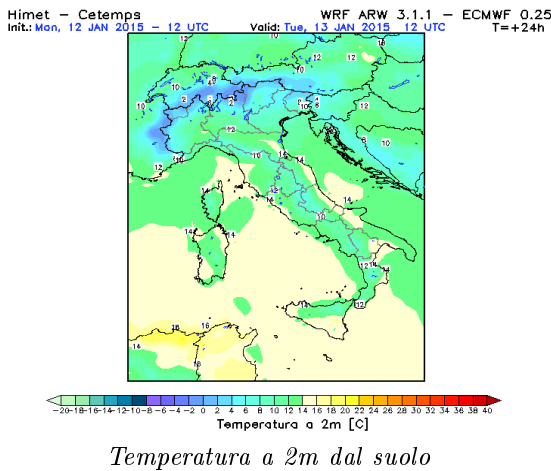 Himet – Cetemps WRF ARW 3.1.1 – ECMWF 0.25
Init.: Mon, 12 JAN 2015 – 12 UTC Valid: Tue, 13 JAN 2015 12 UTC T=+24h
-20-18-16-14-12-10-8 -6 -4 -2 0 2 4 6 8 10 12 14 16 18 20 22 24 26 28 30 32 34 36 38 40
Temperatura a 2m [C]
Temperatura a 2m dal suolo